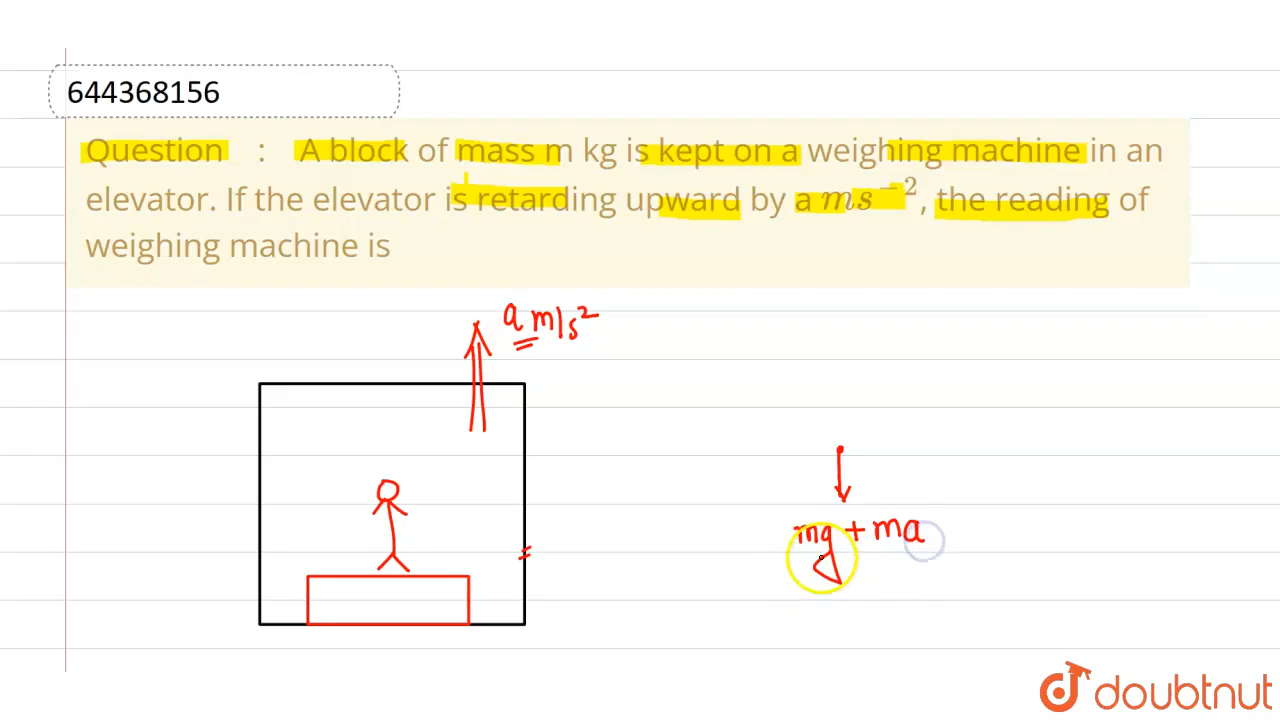 644368156
Question : A block of mass m kg is kept on a weighing machine in an
elevator. If the elevator is retarding upward by a ms⁻², the reading of
weighing machine is
a m/s²
mg + ma
doubtnut